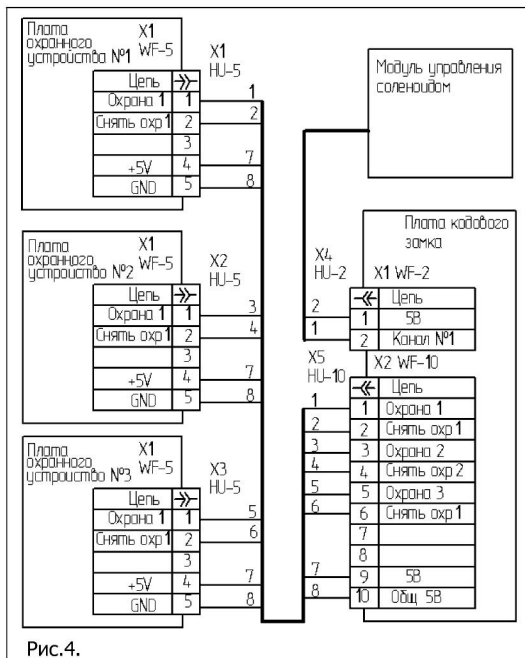 Плата
охранного
устройства №1
X1
WF-5
Цепь
Охрана 1 1
Снять охр 1 2
3
+5V 4
GND 5
X1
HU-5
1
2
7
8
Плата
охранного
устройство №2
X1
WF-5
Цепь
Охрана 1 1
Снять охр 1 2
3
+5V 4
GND 5
X2
HU-5
3
4
7
8
Плата
охранного
устройство №3
X1
WF-5
Цепь
Охрана 1 1
Снять охр 1 2
3
+5V 4
GND 5
X3
HU-5
5
6
7
8
Модуль управления
соленоидом
Плата кодового
замка
X4
HU-2
2
1
X1 WF-2
Цепь
1 5В
2 Канал №1
X5
HU-10
1
2
3
4
5
6
7
8
X2 WF-10
Цепь
1 Охрана 1
2 Снять охр 1
3 Охрана 2
4 Снять охр 2
5 Охрана 3
6 Снять охр 1
7
8
9 5В
10 Общ 5В
Рис.4.